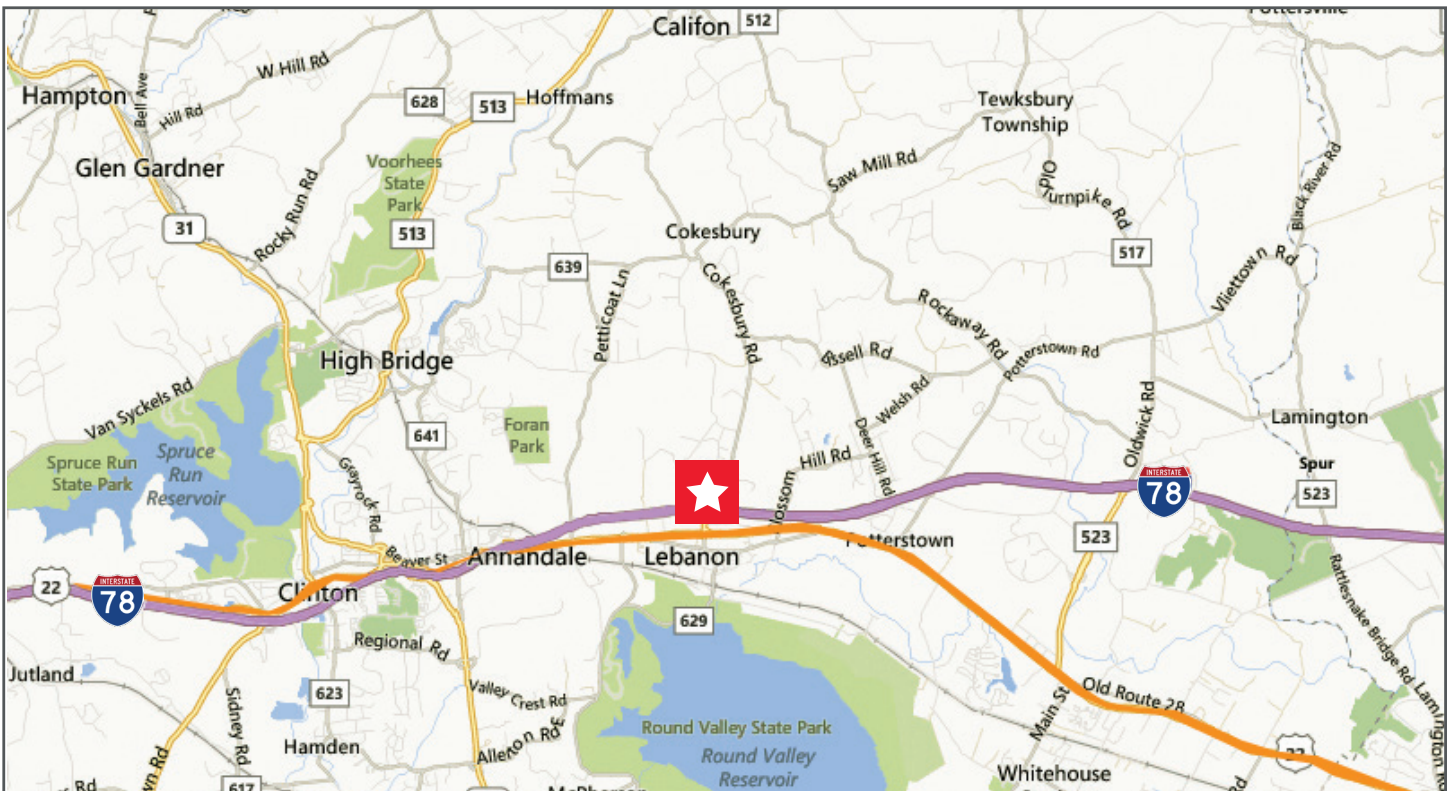 Califon
512
Pottersville
W Hill Rd
Hampton
Bell Ave
Hill Rd
628
513
Hoffmans
Tewksbury
Township
Glen Gardner
Voorhees
State
Park
Saw Mill Rd
Old
Turnpike Rd
Black River Rd
31
Rocky Run Rd
513
Cokesbury
517
639
Petticoat Ln
Cokesbury Rd
Vliettown Rd
Rockaway Rd
High Bridge
Potterstown Rd
Welsh Rd
Van Syckels Rd
Oldwick Rd
Lamington
641
Foran
Park
Deer Hill Rd
Hill Rd
Spruce Run
State Park
Spruce
Run
Reservoir
Grayrock Rd
INTERSTATE
78
Spur
523
523
Beaver St
Annandale
Lebanon
Potterstown
22
INTERSTATE
78
Clinton
629
Rattlesnake Bridge Rd
Regional Rd
Jutland
623
Sidney Rd
Valley Crest Rd
Old Route 28
Main St
Lamington Rd
Round Valley State Park
Round Valley
Reservoir
Hamden
Allerton Rd
22
Whitehouse
Rd
617
Rd